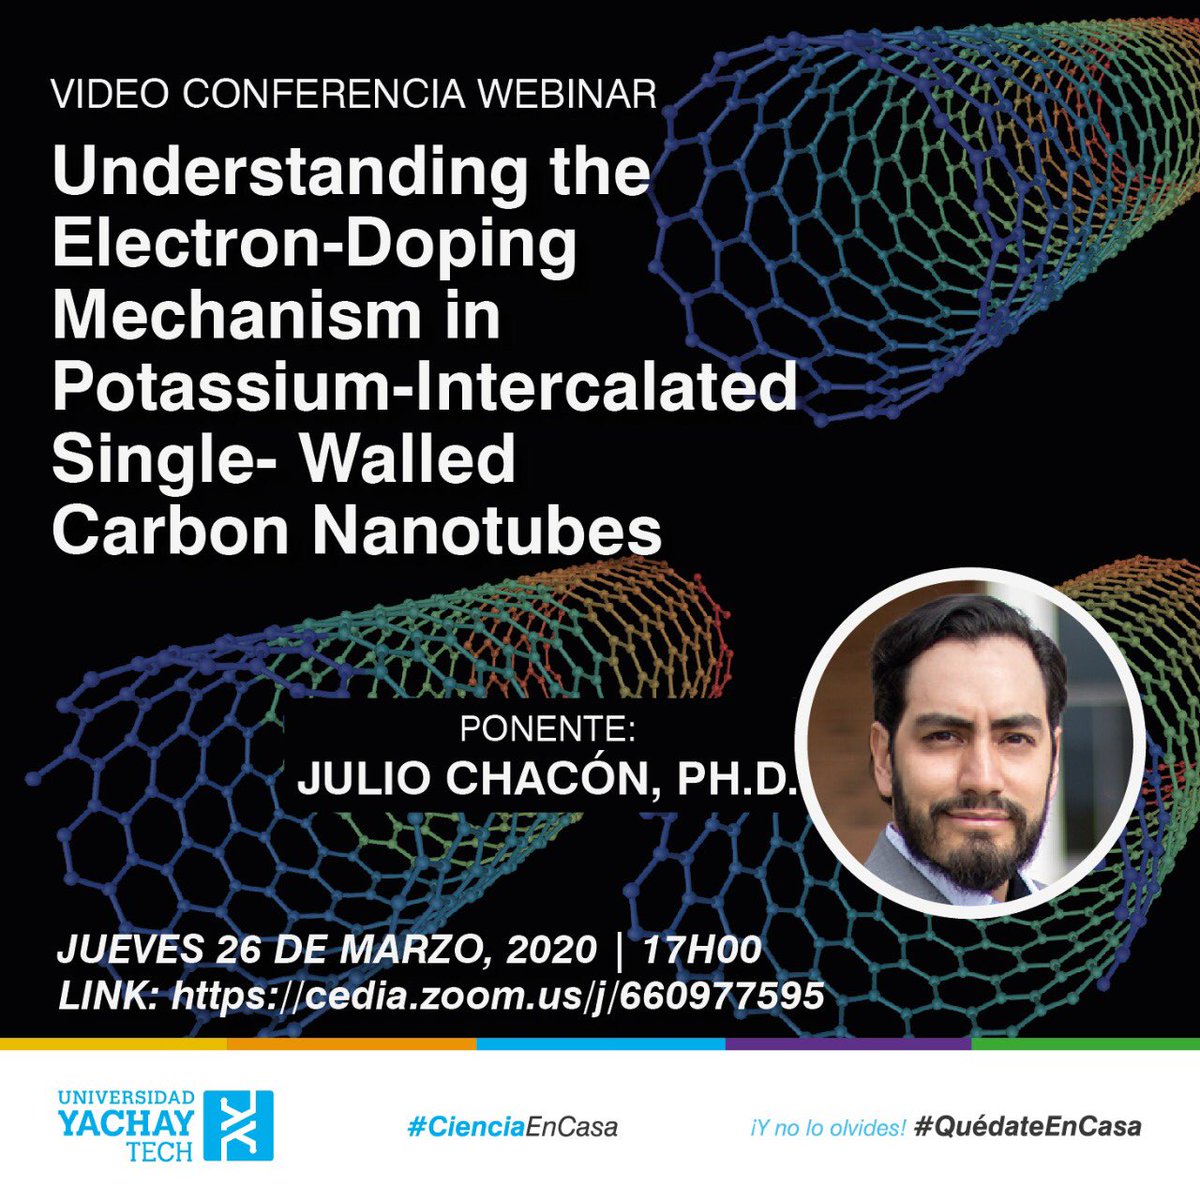 VIDEO CONFERENCIA WEBINAR
Understanding the
Electron-Doping
Mechanism in
Potassium-Intercalated
Single- Walled
Carbon Nanotubes
PONENTE:
JULIO CHACÓN, PH.D.
JUEVES 26 DE MARZO, 2020 | 17H00
LINK: https://cedia.zoom.us/j/660977595
UNIVERSIDAD
YACHAY
TECH
#CienciaEnCasa
¡Y no lo olvides! #QuédateEnCasa